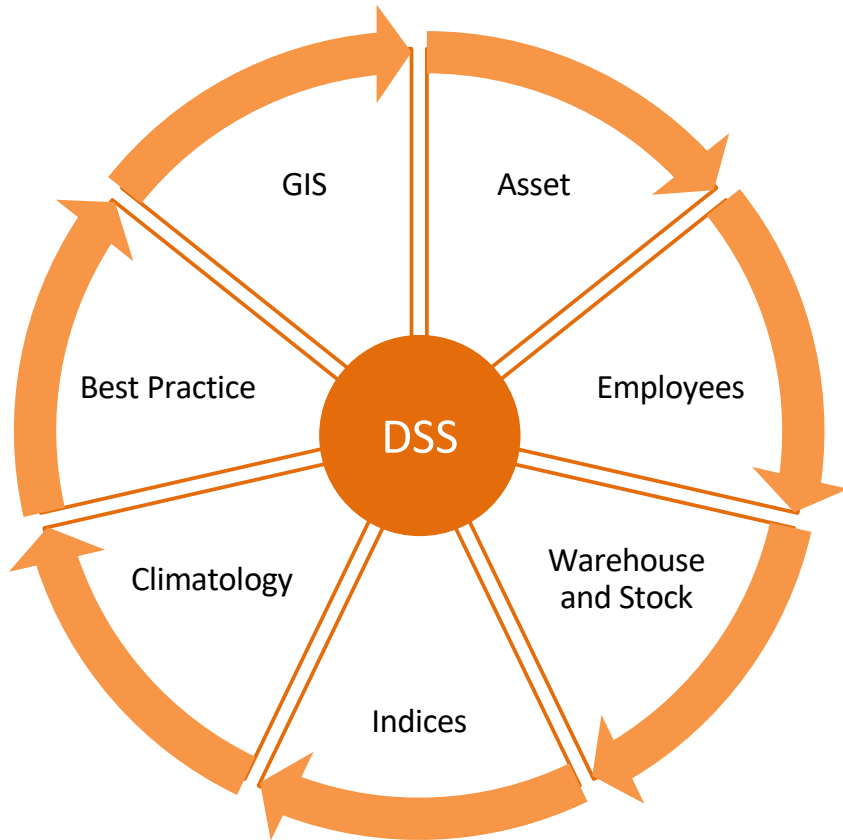 GIS
Asset
Best Practice
Employees
DSS
Climatology
Warehouse
and Stock
Indices